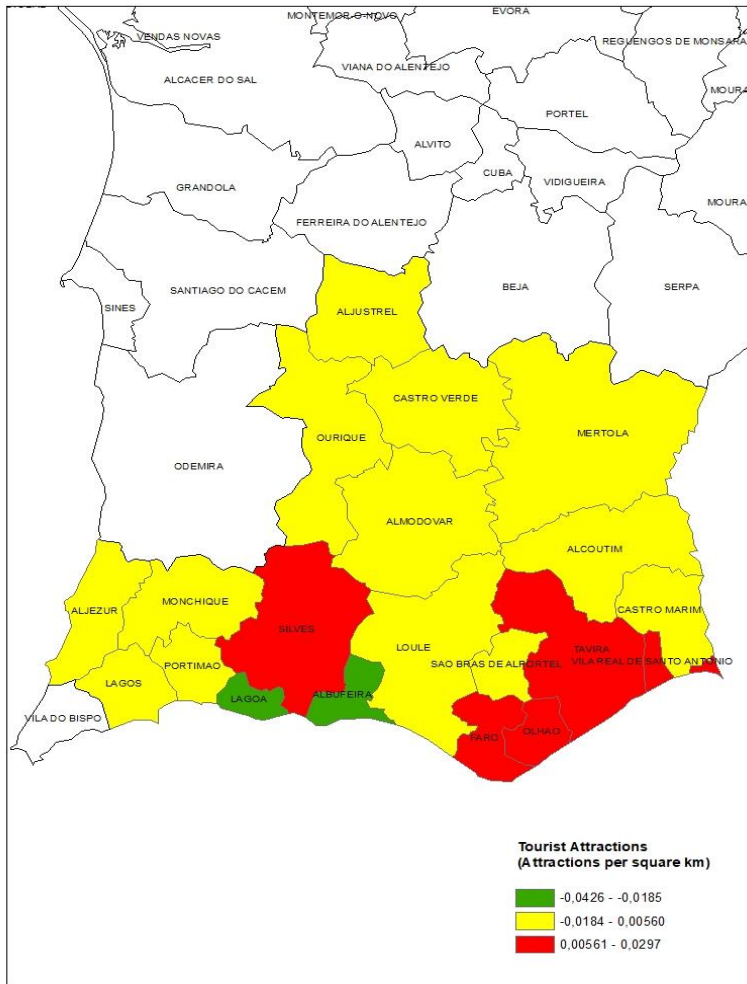 MONTEMOR-O-NOVO
EVORA
VENDAS NOVAS
REGUENGOS DE MONSARA
VIANA DO ALENTEJO
ALCACER DO SAL
MOURA
PORTEL
ALVITO
CUBA
VIDIGUEIRA
GRANDOLA
MOURA
FERREIRA DO ALENTEJO
SANTIAGO DO CACEM
BEJA
SERPA
SINES
ALJUSTREL
CASTRO VERDE
MERTOLA
OURIQUE
ODEMIRA
ALMODOVAR
ALCOUTIM
MONCHIQUE
ALJEZUR
CASTRO MARIM
SILVES
LOULE
TAVIRA
PORTIMAO
SAO BRAS DE ALPORTEL
VILA REAL DE SANTO ANTONIO
LAGOS
LAGOA
ALBUFEIRA
VILA DO BISPO
OLHAO
FARO
Tourist Attractions
(Attractions per square km)
-0,0426 - -0,0185
-0,0184 - 0,00560
0,00561 - 0,0297